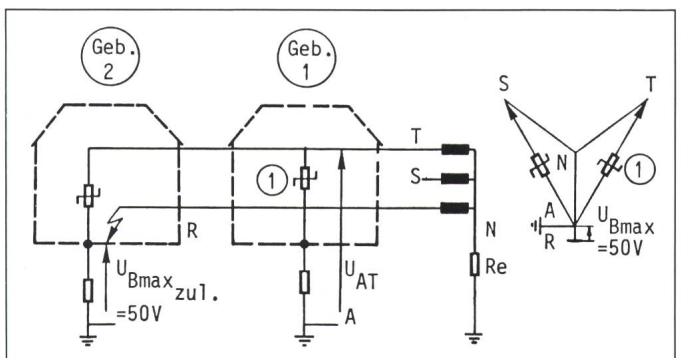 Geb.
2
Geb.
1
T
S
1
R
N
Re
U Bmax zul.
=50V
U AT
A
S
T
N
1
A
R
U Bmax
=50V